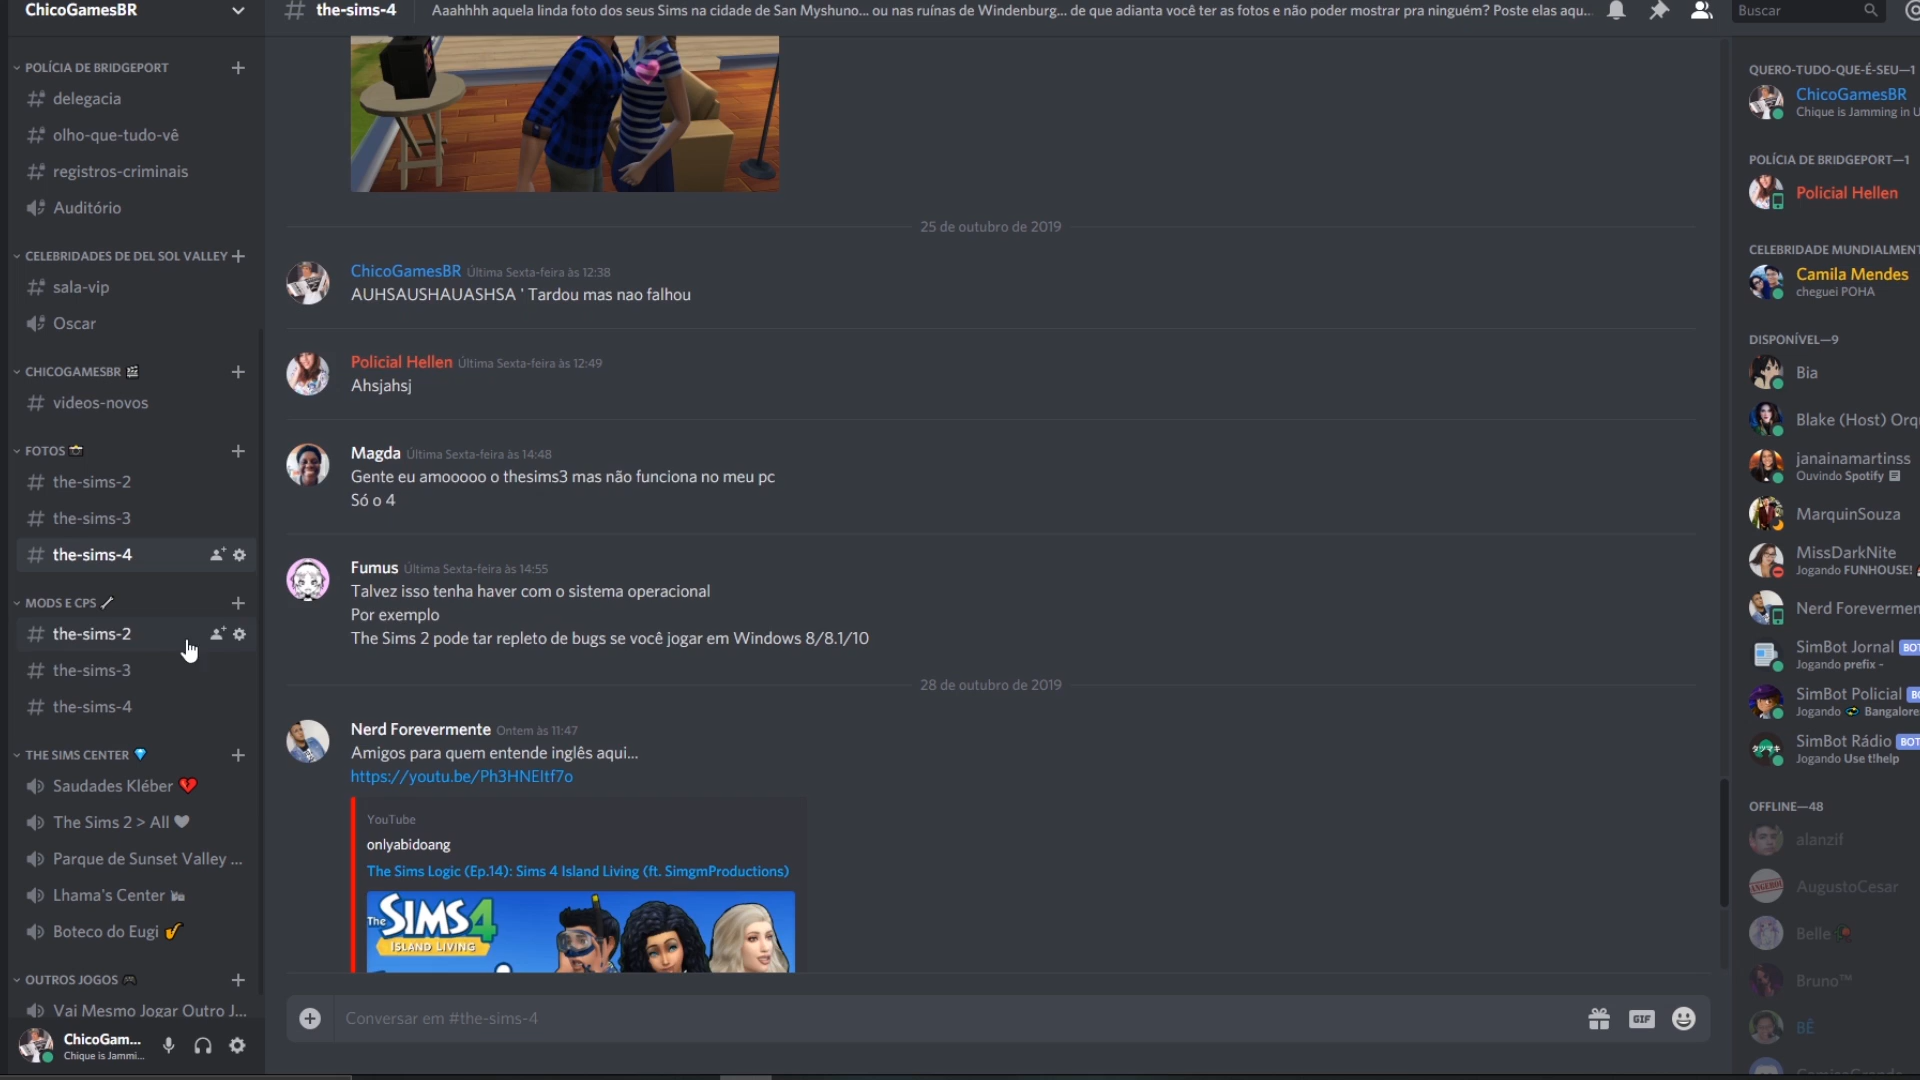 ChicoGamesBR
POLÍCIA DE BRIDGEPORT
delegacia
olho-que-tudo-vê
registros-criminais
Auditório
CELEBRIDADES DE DEL SOL VALLEY
sala-vip
Oscar
CHICOGAMESBR 🎬
videos-novos
FOTOS 📸
the-sims-2
the-sims-3
the-sims-4
MODS E CPS 🔧
the-sims-2
the-sims-3
the-sims-4
THE SIMS CENTER 💎
Saudades Kléber 💔
The Sims 2 > All 🖤
Parque de Sunset Valley ...
Lhama's Center 🦙
Boteco do Eugi 🎷
OUTROS JOGOS 🎮
Vai Mesmo Jogar Outro J...
ChicoGam...
Chique is Jammi...
# the-sims-4
Aaahhhh aquela linda foto dos seus Sims na cidade de San Myshuno... ou nas ruínas de Windenburg... de que adianta você ter as fotos e não poder mostrar pra ninguém? Poste elas aqu...
Buscar
25 de outubro de 2019
ChicoGamesBR Última Sexta-feira às 12:38
AUHSAUSHAUASHSA ' Tardou mas nao falhou
Policial Hellen Última Sexta-feira às 12:49
Ahsjahsj
Magda Última Sexta-feira às 14:48
Gente eu amooooo o thesims3 mas não funciona no meu pc
Só o 4
Fumus Última Sexta-feira às 14:55
Talvez isso tenha haver com o sistema operacional
Por exemplo
The Sims 2 pode tar repleto de bugs se você jogar em Windows 8/8.1/10
28 de outubro de 2019
Nerd Forevermente Ontem às 11:47
Amigos para quem entende inglês aqui...
https://youtu.be/Ph3HNEltf7o
YouTube
onlyabidoang
The Sims Logic (Ep.14): Sims 4 Island Living (ft. SimgmProductions)
The SIMS 4
ISLAND LIVING
Conversar em #the-sims-4
GIF
QUERO-TUDO-QUE-É-SEU—1
ChicoGamesBR
Chique is Jamming in U
POLÍCIA DE BRIDGEPORT—1
Policial Hellen
CELEBRIDADE MUNDIALMENT
Camila Mendes
cheguei POHA
DISPONÍVEL—9
Bia
Blake (Host) Orq
janainamartinss
Ouvindo Spotify
MarquinSouza
MissDarkNite
Jogando FUNHOUSE!
Nerd Forevermen
SimBot Jornal BO
Jogando prefix -
SimBot Policial B
Jogando Bangalore
SimBot Rádio BOT
Jogando Use t!help
OFFLINE—48
alanzif
AugustoCesar
Belle🌹
Bruno™
BÊ